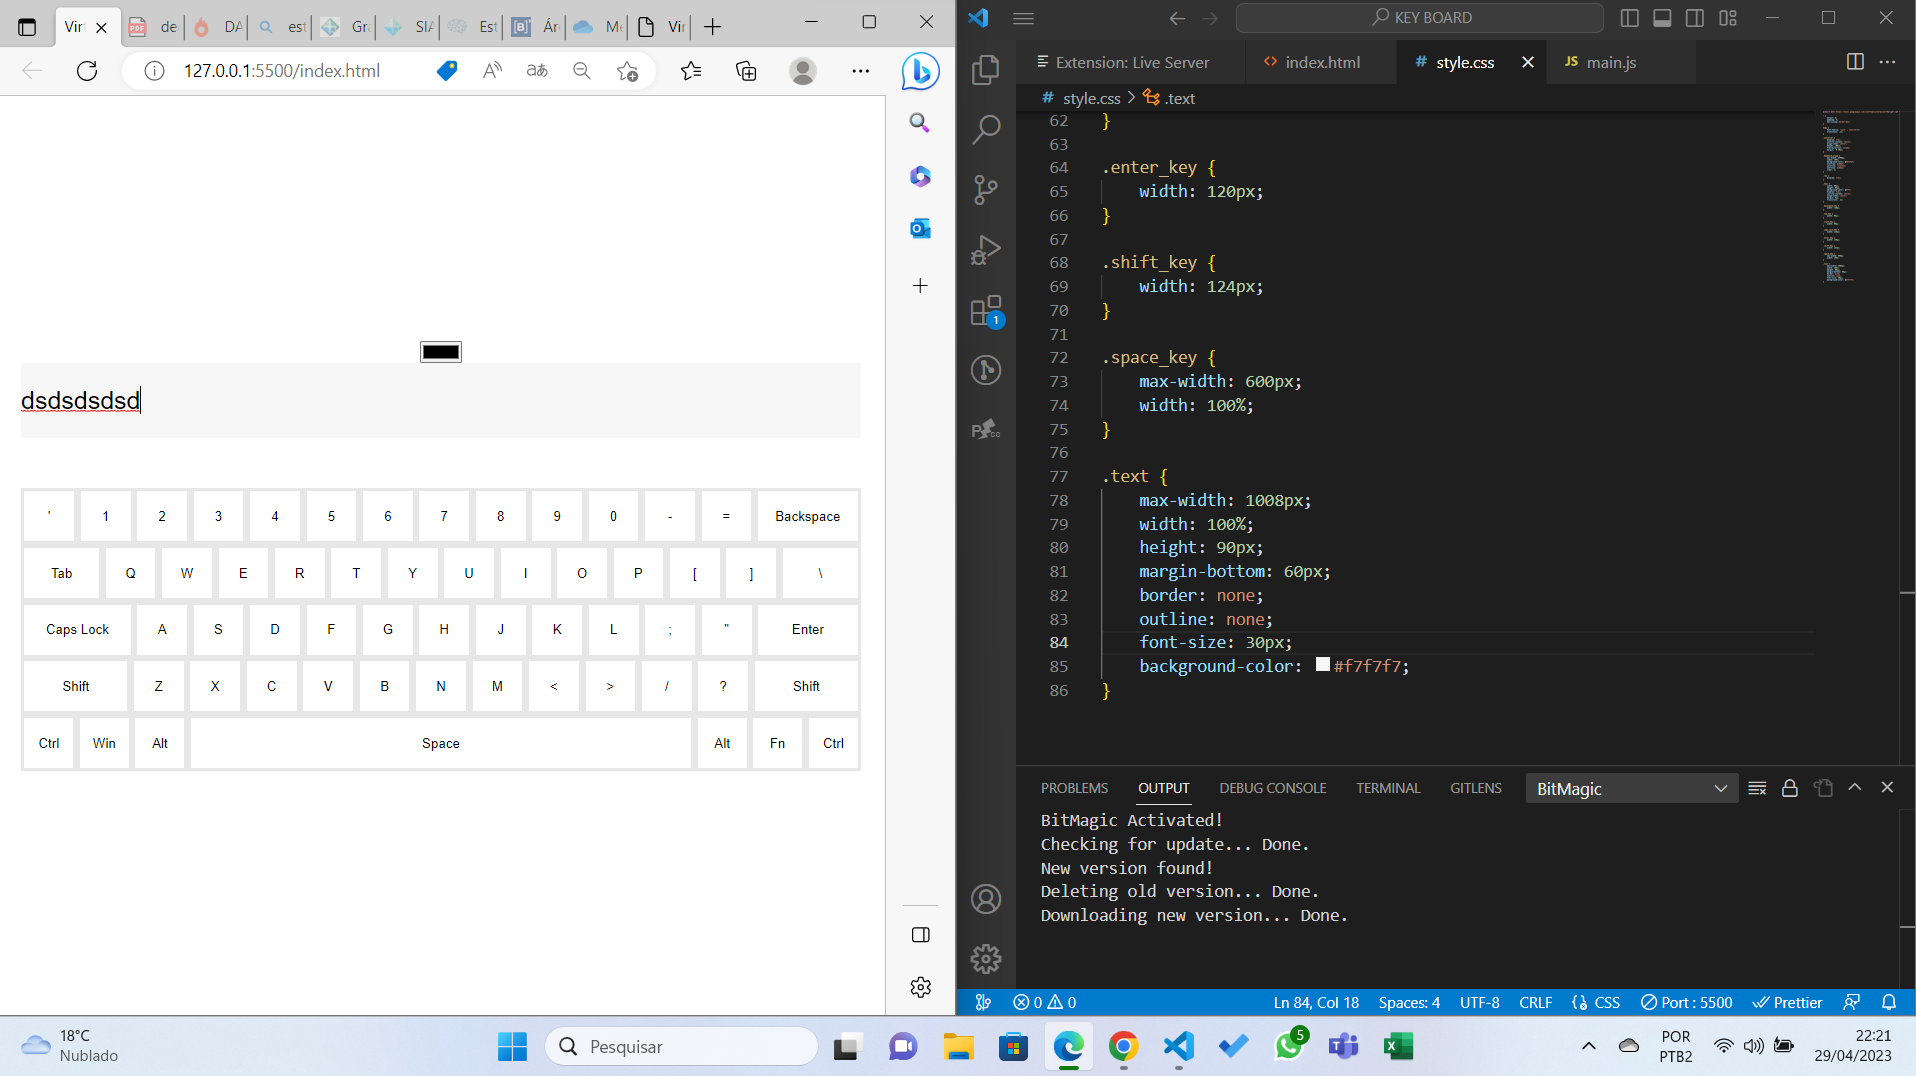 Virt
de
DA
est
Gra
SIA
Est
Ár
Me
Vir
127.0.0.1:5500/index.html
dsdsdsdsd
' 1 2 3 4 5 6 7 8 9 0 - = Backspace
Tab Q W E R T Y U I O P [ ] \
Caps Lock A S D F G H J K L ; " Enter
Shift Z X C V B N M < > / ? Shift
Ctrl Win Alt Space Alt Fn Ctrl
KEY BOARD
Extension: Live Server
<> index.html
# style.css
JS main.js
# style.css > .text
62 }
63
64 .enter_key {
65 width: 120px;
66 }
67
68 .shift_key {
69 width: 124px;
70 }
71
72 .space_key {
73 max-width: 600px;
74 width: 100%;
75 }
76
77 .text {
78 max-width: 1008px;
79 width: 100%;
80 height: 90px;
81 margin-bottom: 60px;
82 border: none;
83 outline: none;
84 font-size: 30px;
85 background-color: #f7f7f7;
86 }
1
PROBLEMS OUTPUT DEBUG CONSOLE TERMINAL GITLENS BitMagic
BitMagic Activated!
Checking for update... Done.
New version found!
Deleting old version... Done.
Downloading new version... Done.
0 0 Ln 84, Col 18 Spaces: 4 UTF-8 CRLF {} CSS Port : 5500 Prettier
18°C
Nublado
Pesquisar
5
POR
PTB2
22:21
29/04/2023